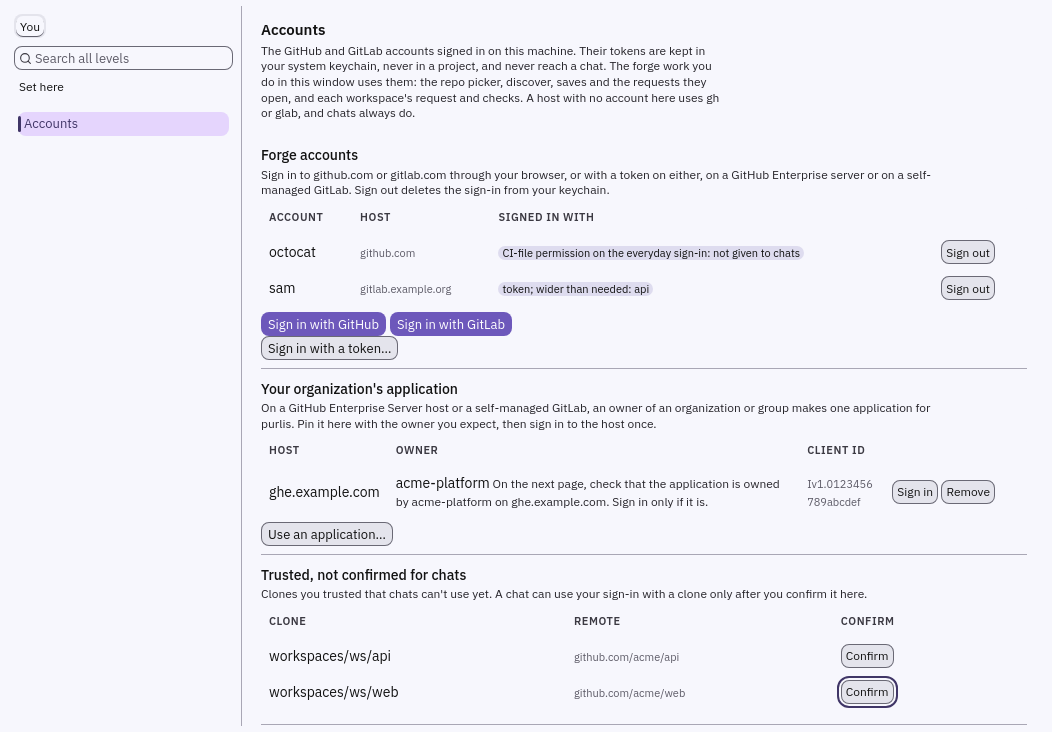 You
Search all levels
Set here
Accounts
Accounts
The GitHub and GitLab accounts signed in on this machine. Their tokens are kept in
your system keychain, never in a project, and never reach a chat. The forge work you
do in this window uses them: the repo picker, discover, saves and the requests they
open, and each workspace's request and checks. A host with no account here uses gh
or glab, and chats always do.
Forge accounts
Sign in to github.com or gitlab.com through your browser, or with a token on either, on a GitHub Enterprise server or on a self-
managed GitLab. Sign out deletes the sign-in from your keychain.
ACCOUNT HOST SIGNED IN WITH
octocat github.com CI-file permission on the everyday sign-in: not given to chats Sign out
sam gitlab.example.org token; wider than needed: api Sign out
Sign in with GitHub Sign in with GitLab
Sign in with a token...
Your organization's application
On a GitHub Enterprise Server host or a self-managed GitLab, an owner of an organization or group makes one application for
purlis. Pin it here with the owner you expect, then sign in to the host once.
HOST OWNER CLIENT ID
ghe.example.com acme-platform On the next page, check that the application is owned
by acme-platform on ghe.example.com. Sign in only if it is.
Iv1.0123456
789abcdef
Sign in Remove
Use an application...
Trusted, not confirmed for chats
Clones you trusted that chats can't use yet. A chat can use your sign-in with a clone only after you confirm it here.
CLONE REMOTE CONFIRM
workspaces/ws/api github.com/acme/api Confirm
workspaces/ws/web github.com/acme/web Confirm